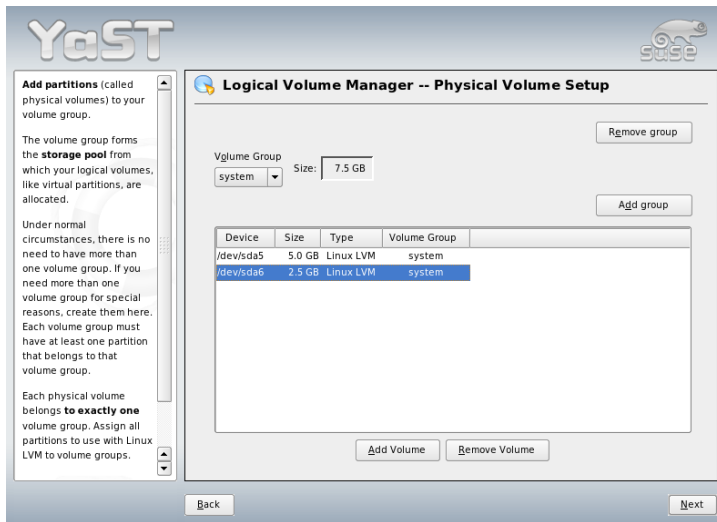 YaST
SUSE
Add partitions (called
physical volumes) to your
volume group.
The volume group forms
the storage pool from
which your logical volumes,
like virtual partitions, are
allocated.
Under normal
circumstances, there is no
need to have more than
one volume group. If you
need more than one
volume group for special
reasons, create them here.
Each volume group must
have at least one partition
that belongs to that
volume group.
Each physical volume
belongs to exactly one
volume group. Assign all
partitions to use with Linux
LVM to volume groups.
Logical Volume Manager -- Physical Volume Setup
Remove group
Volume Group
system
Size: 7.5 GB
Add group
Device Size Type Volume Group
/dev/sda5 5.0 GB Linux LVM system
/dev/sda6 2.5 GB Linux LVM system
Add Volume Remove Volume
Back Next